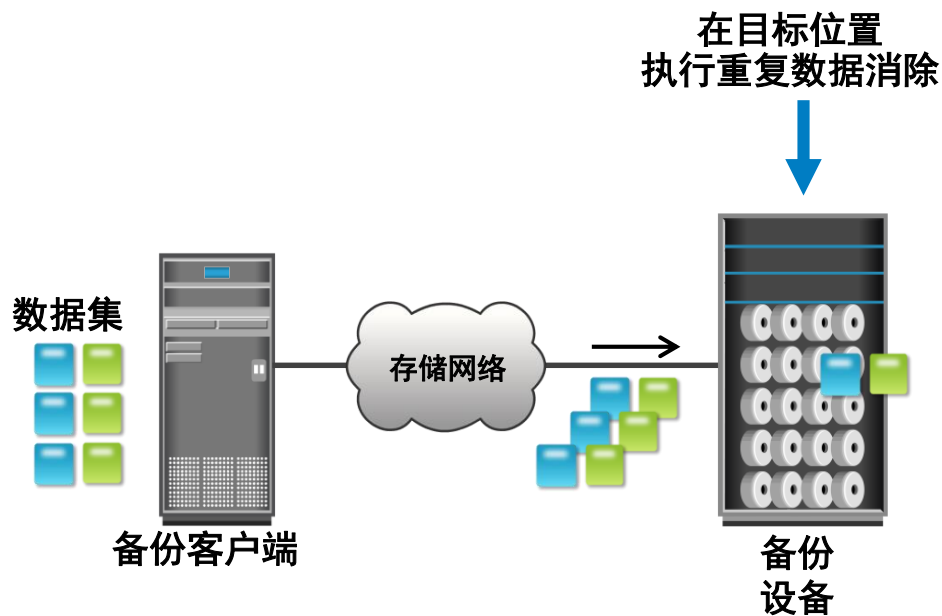 在目标位置
执行重复数据消除
数据集
存储网络
备份客户端
备份
设备